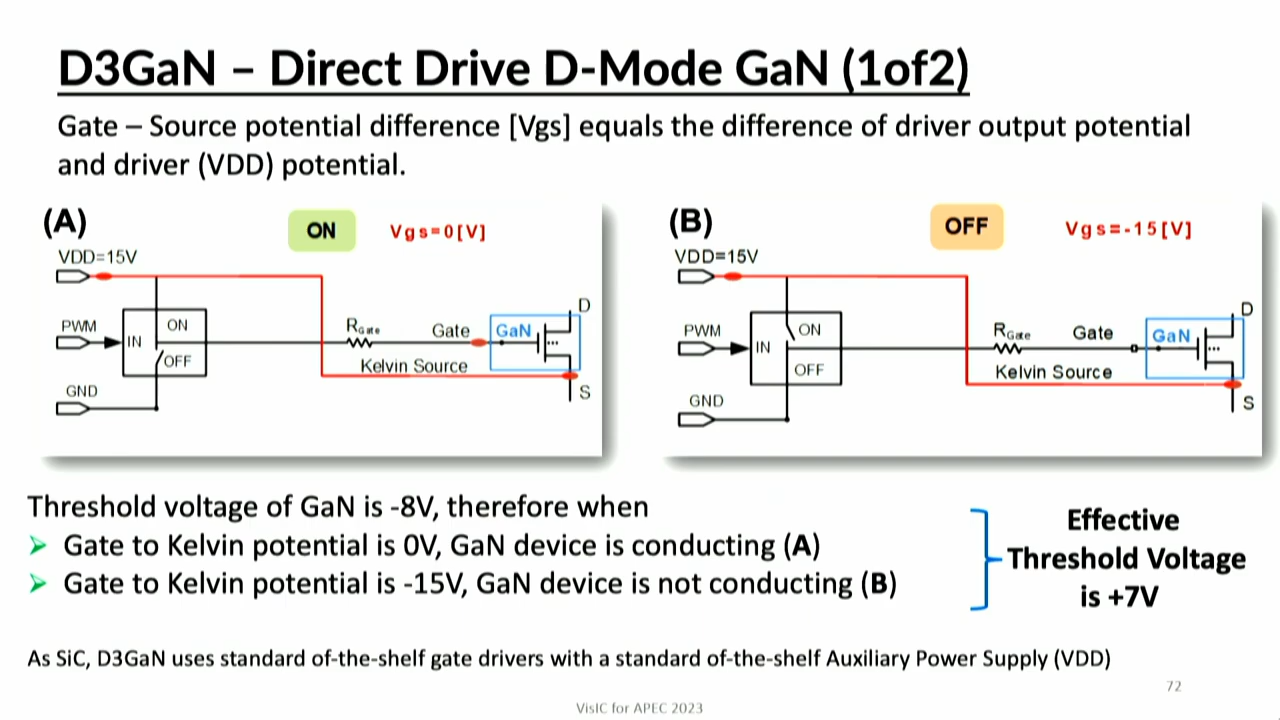 D3GaN – Direct Drive D-Mode GaN (1of2)
Gate – Source potential difference [Vgs] equals the difference of driver output potential
and driver (VDD) potential.
(A)
ON
Vgs=0[V]
VDD=15V
PWM
IN
ON
OFF
GND
RGate
Gate
Kelvin Source
GaN
D
S
(B)
OFF
Vgs=-15[V]
VDD=15V
PWM
IN
ON
OFF
GND
RGate
Gate
Kelvin Source
GaN
D
S
Threshold voltage of GaN is -8V, therefore when
Gate to Kelvin potential is 0V, GaN device is conducting (A)
Gate to Kelvin potential is -15V, GaN device is not conducting (B)
Effective
Threshold Voltage
is +7V
As SiC, D3GaN uses standard of-the-shelf gate drivers with a standard of-the-shelf Auxiliary Power Supply (VDD)
72
VisIC for APEC 2023